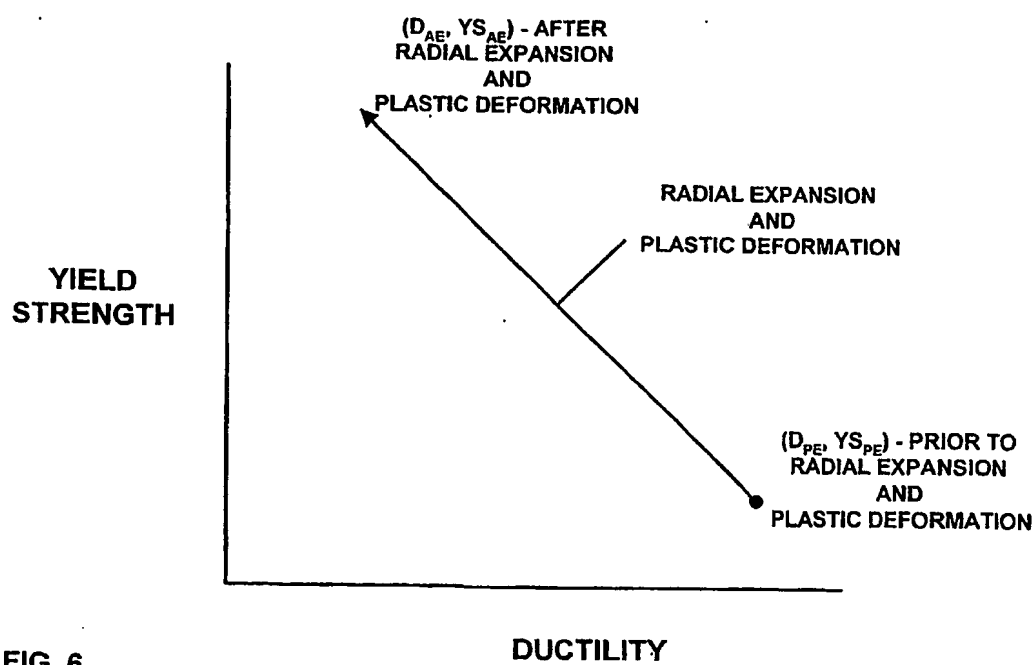 (D_AE, YS_AE) - AFTER
RADIAL EXPANSION
AND
PLASTIC DEFORMATION
RADIAL EXPANSION
AND
PLASTIC DEFORMATION
YIELD
STRENGTH
(D_PE, YS_PE) - PRIOR TO
RADIAL EXPANSION
AND
PLASTIC DEFORMATION
DUCTILITY
FIG. 6